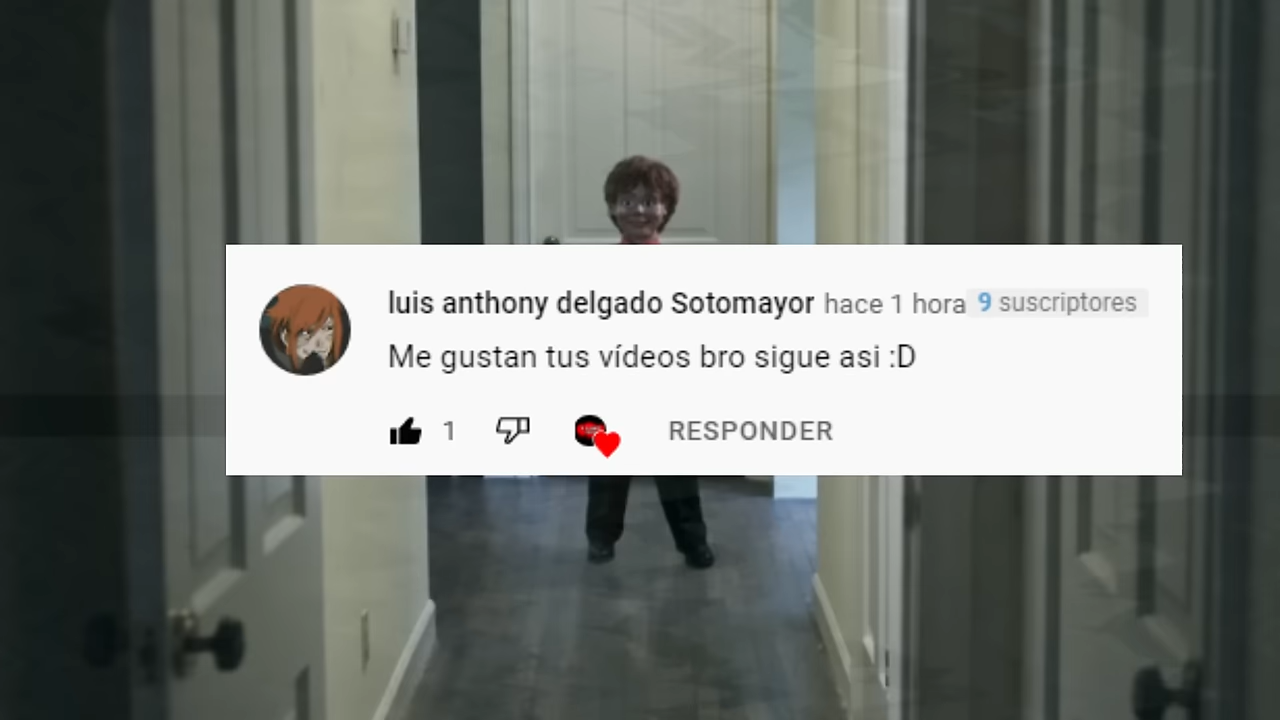 luis anthony delgado Sotomayor hace 1 hora 9 suscriptores
Me gustan tus vídeos bro sigue asi :D
1 RESPONDER